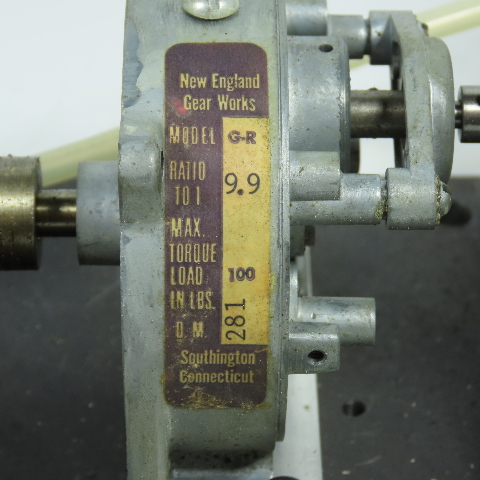 New England
Gear Works
MODEL G-R
RATIO
TO 1 9.9
MAX.
TORQUE
LOAD 100
IN LBS.
D. M. 281
Southington
Connecticut